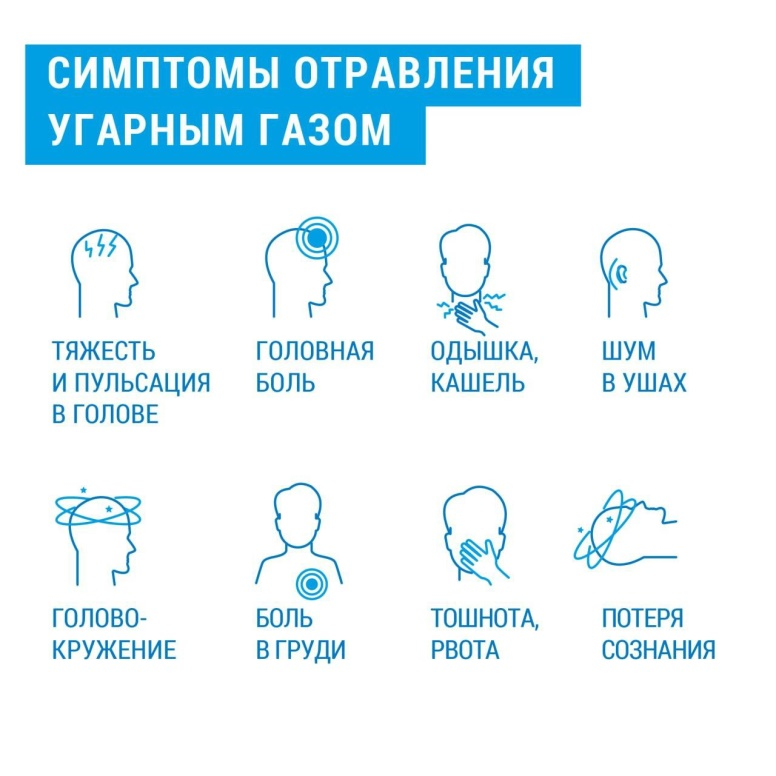 СИМПТОМЫ ОТРАВЛЕНИЯ
УГАРНЫМ ГАЗОМ
ТЯЖЕСТЬ
И ПУЛЬСАЦИЯ
В ГОЛОВЕ
ГОЛОВНАЯ
БОЛЬ
ОДЫШКА,
КАШЕЛЬ
ШУМ
В УШАХ
ГОЛОВО-
КРУЖЕНИЕ
БОЛЬ
В ГРУДИ
ТОШНОТА,
РВОТА
ПОТЕРЯ
СОЗНАНИЯ